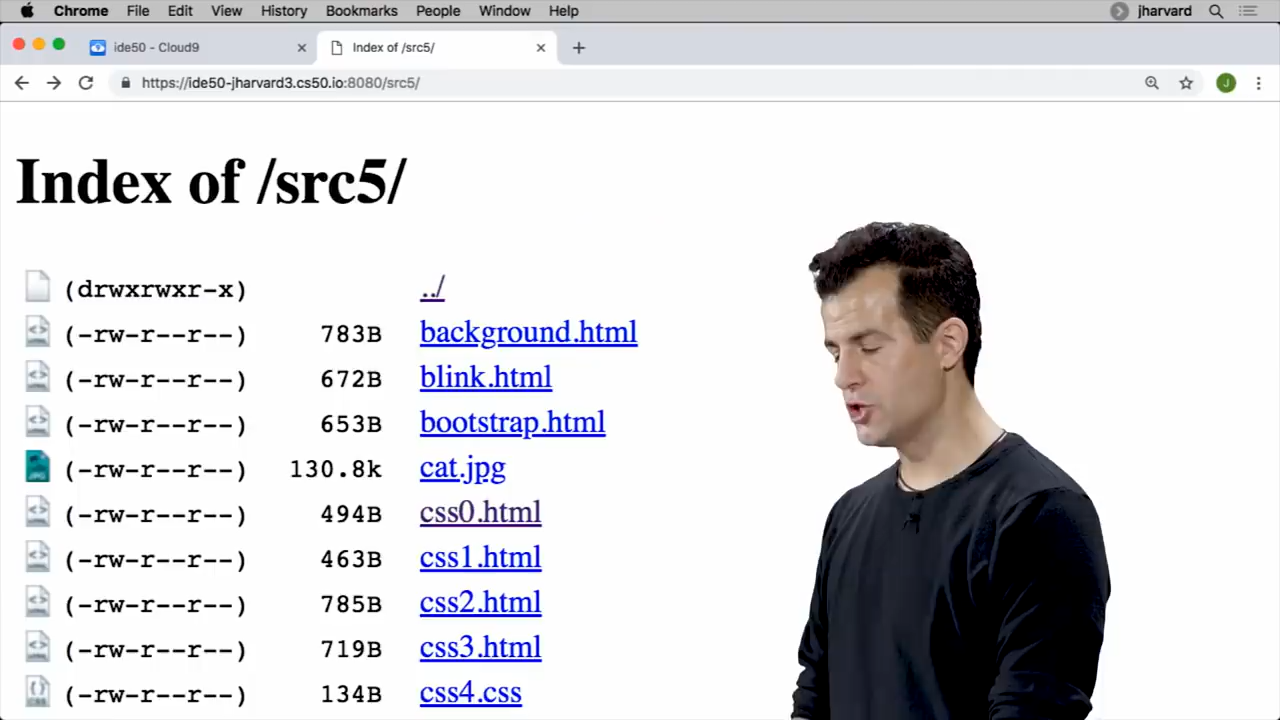 Chrome File Edit View History Bookmarks People Window Help jharvard
ide50 - Cloud9 Index of /src5/
https://ide50-jharvard3.cs50.io:8080/src5/ J
Index of /src5/
(drwxrwxr-x) ../
(-rw-r--r--) 783B background.html
(-rw-r--r--) 672B blink.html
(-rw-r--r--) 653B bootstrap.html
(-rw-r--r--) 130.8k cat.jpg
(-rw-r--r--) 494B css0.html
(-rw-r--r--) 463B css1.html
(-rw-r--r--) 785B css2.html
(-rw-r--r--) 719B css3.html
(-rw-r--r--) 134B css4.css